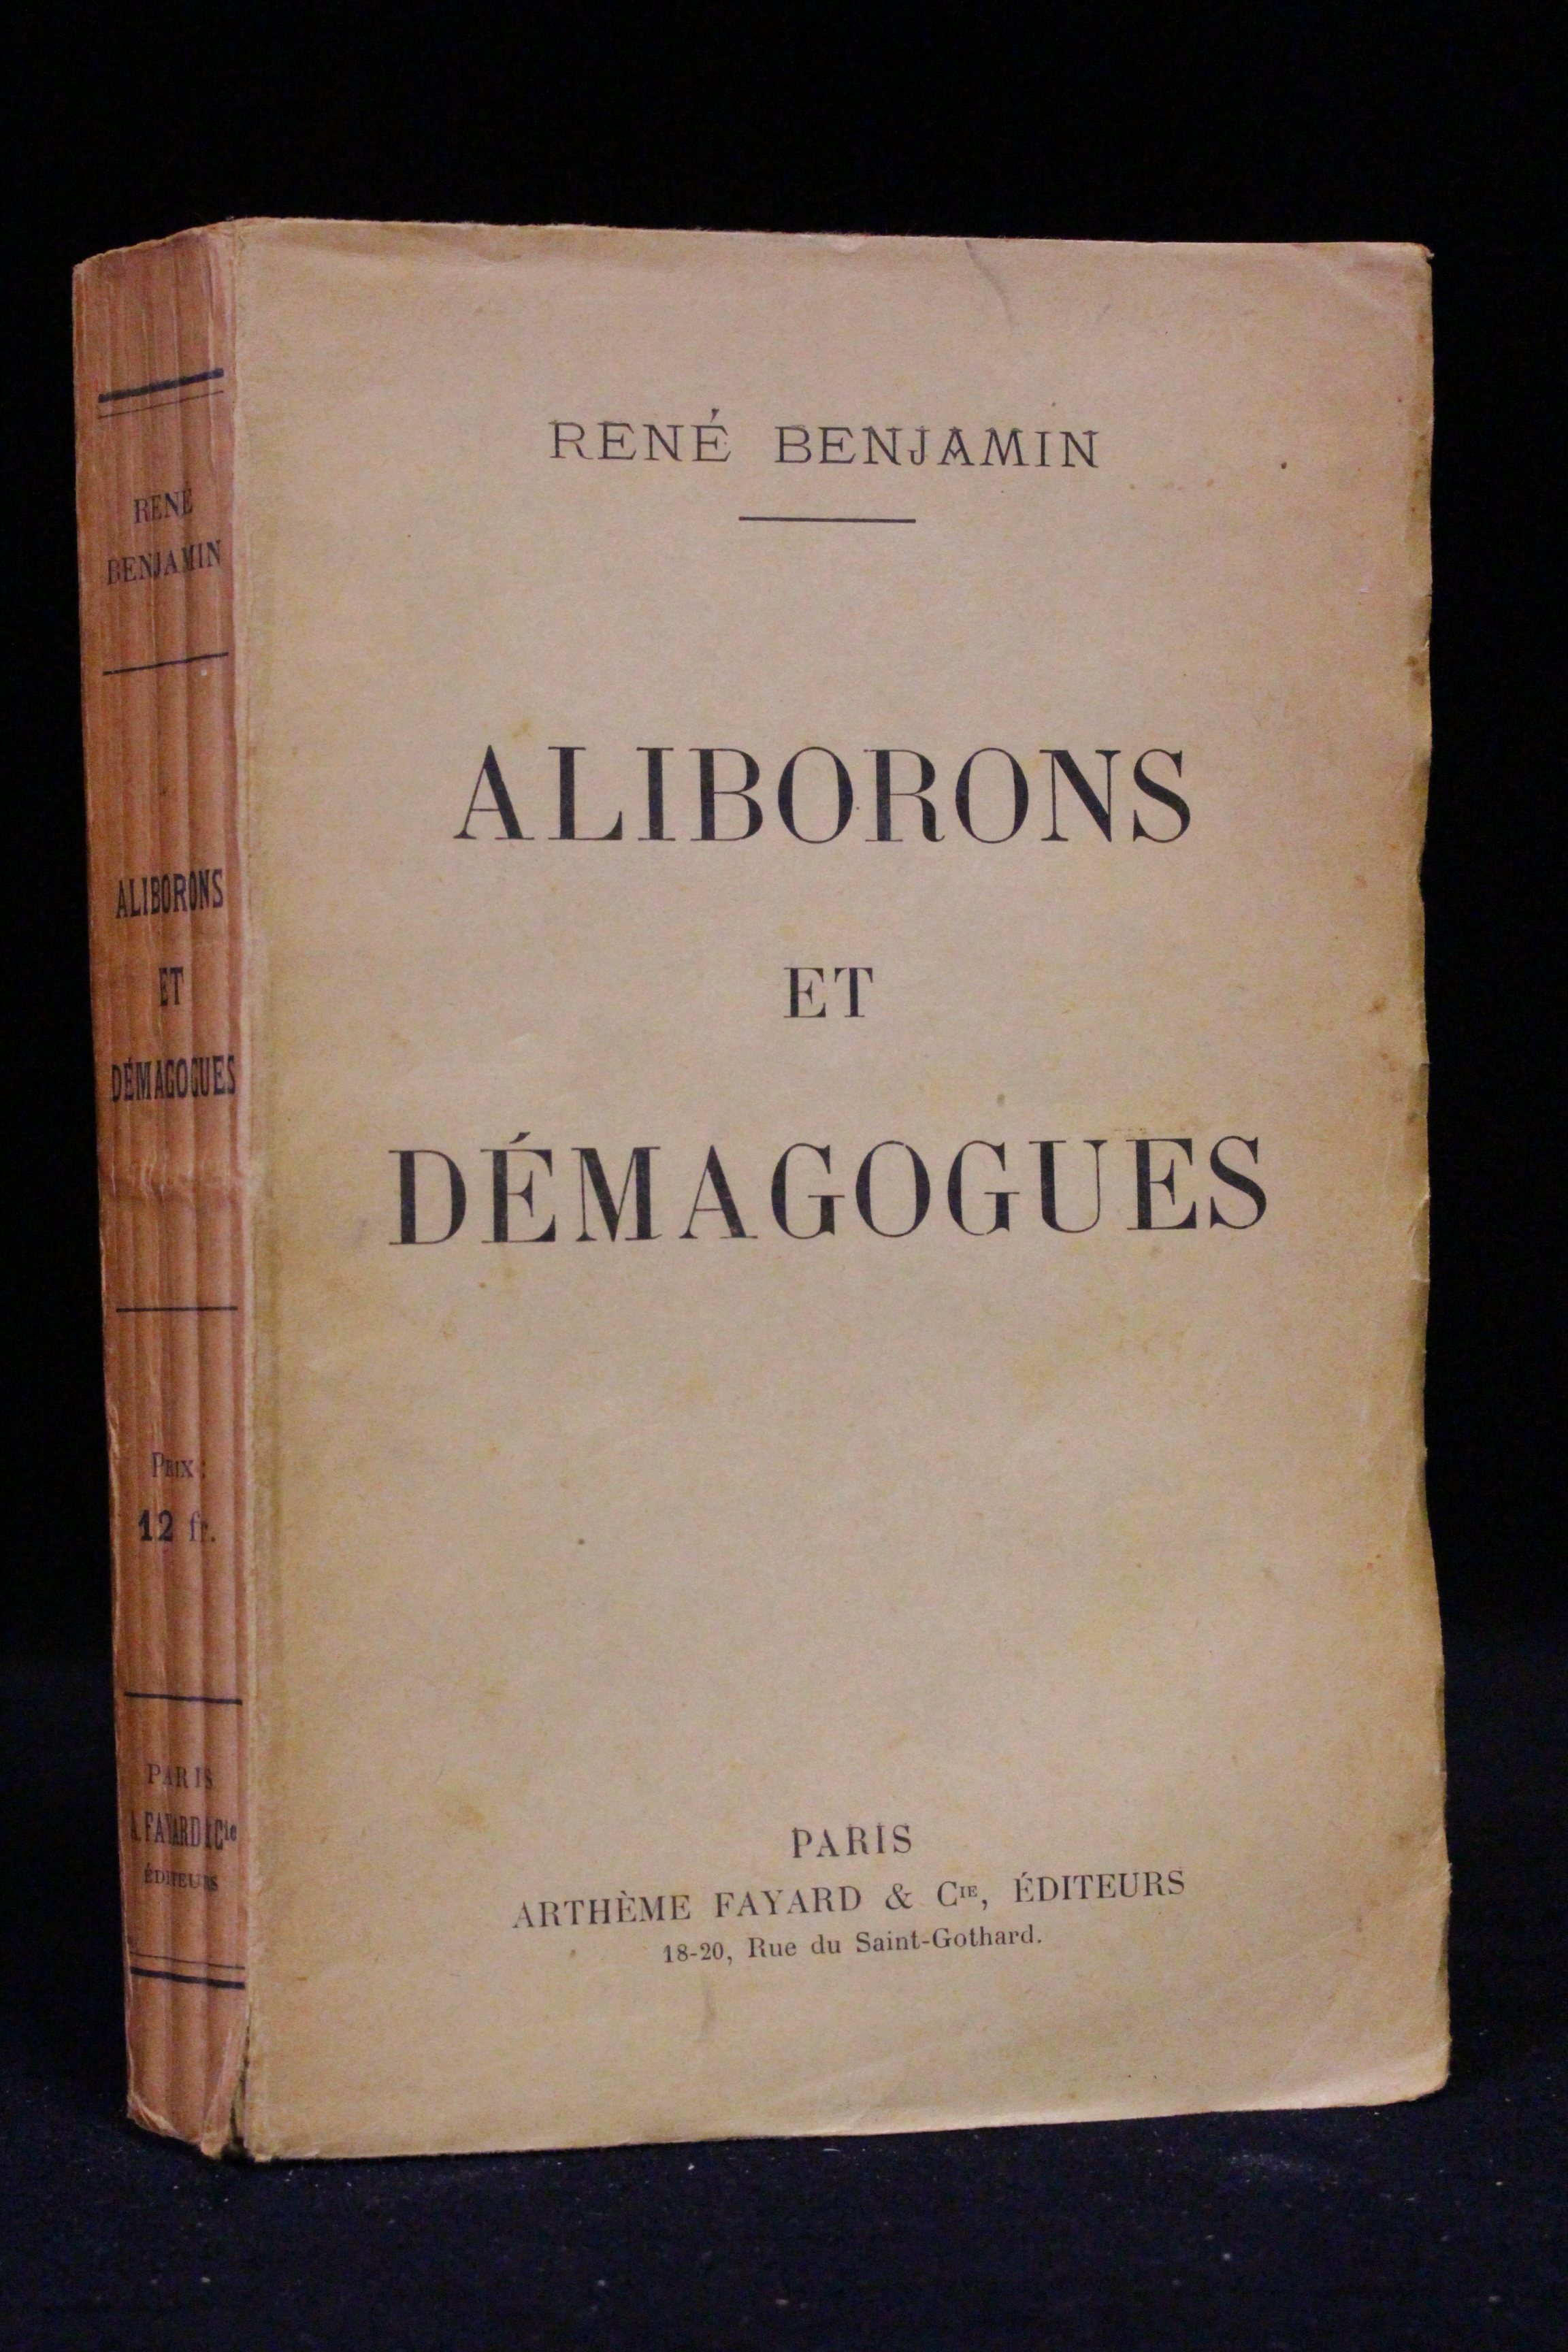 RENÉ
BENJAMIN
ALIBORONS
ET
DÉMAGOGUES
PRIX :
12 fr.
PARIS
A. FAYARD & Cie
ÉDITEURS
RENÉ BENJAMIN
ALIBORONS
ET
DÉMAGOGUES
PARIS
ARTHÈME FAYARD & CIE, ÉDITEURS
18-20, Rue du Saint-Gothard.